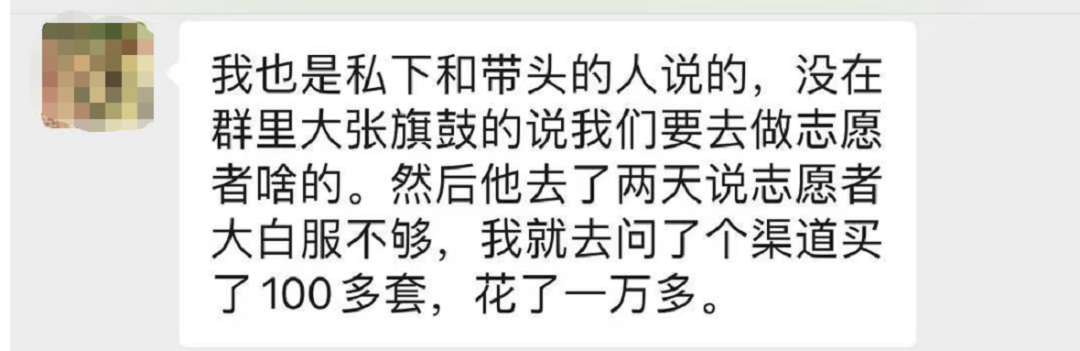 我也是私下和带头的人说的，没在
群里大张旗鼓的说我们要去做志愿
者啥的。然后他去了两天说志愿者
大白服不够，我就去问了个渠道买
了100多套，花了一万多。